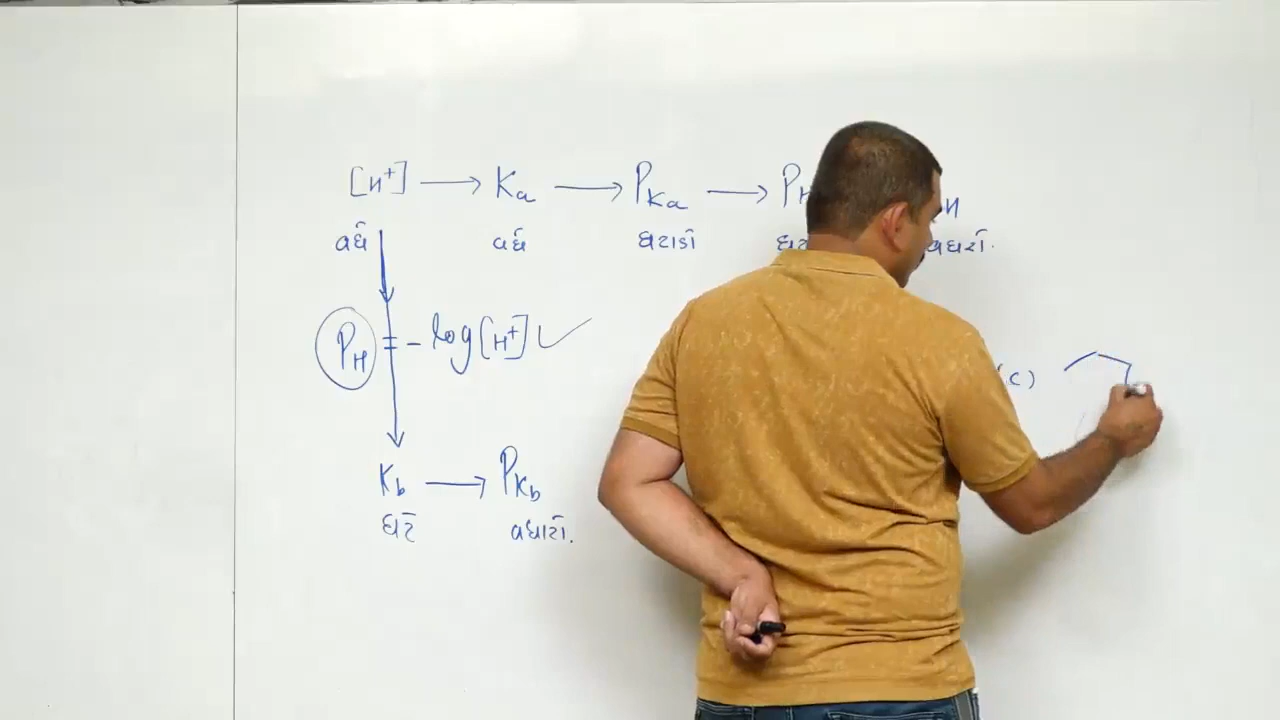 [H⁺] → Ka → PKa → PH
વધે વધે ઘટાડો વધારો.
PH = - log [H⁺] ✓
C)
Kb → PKb
ઘટે વધારો.